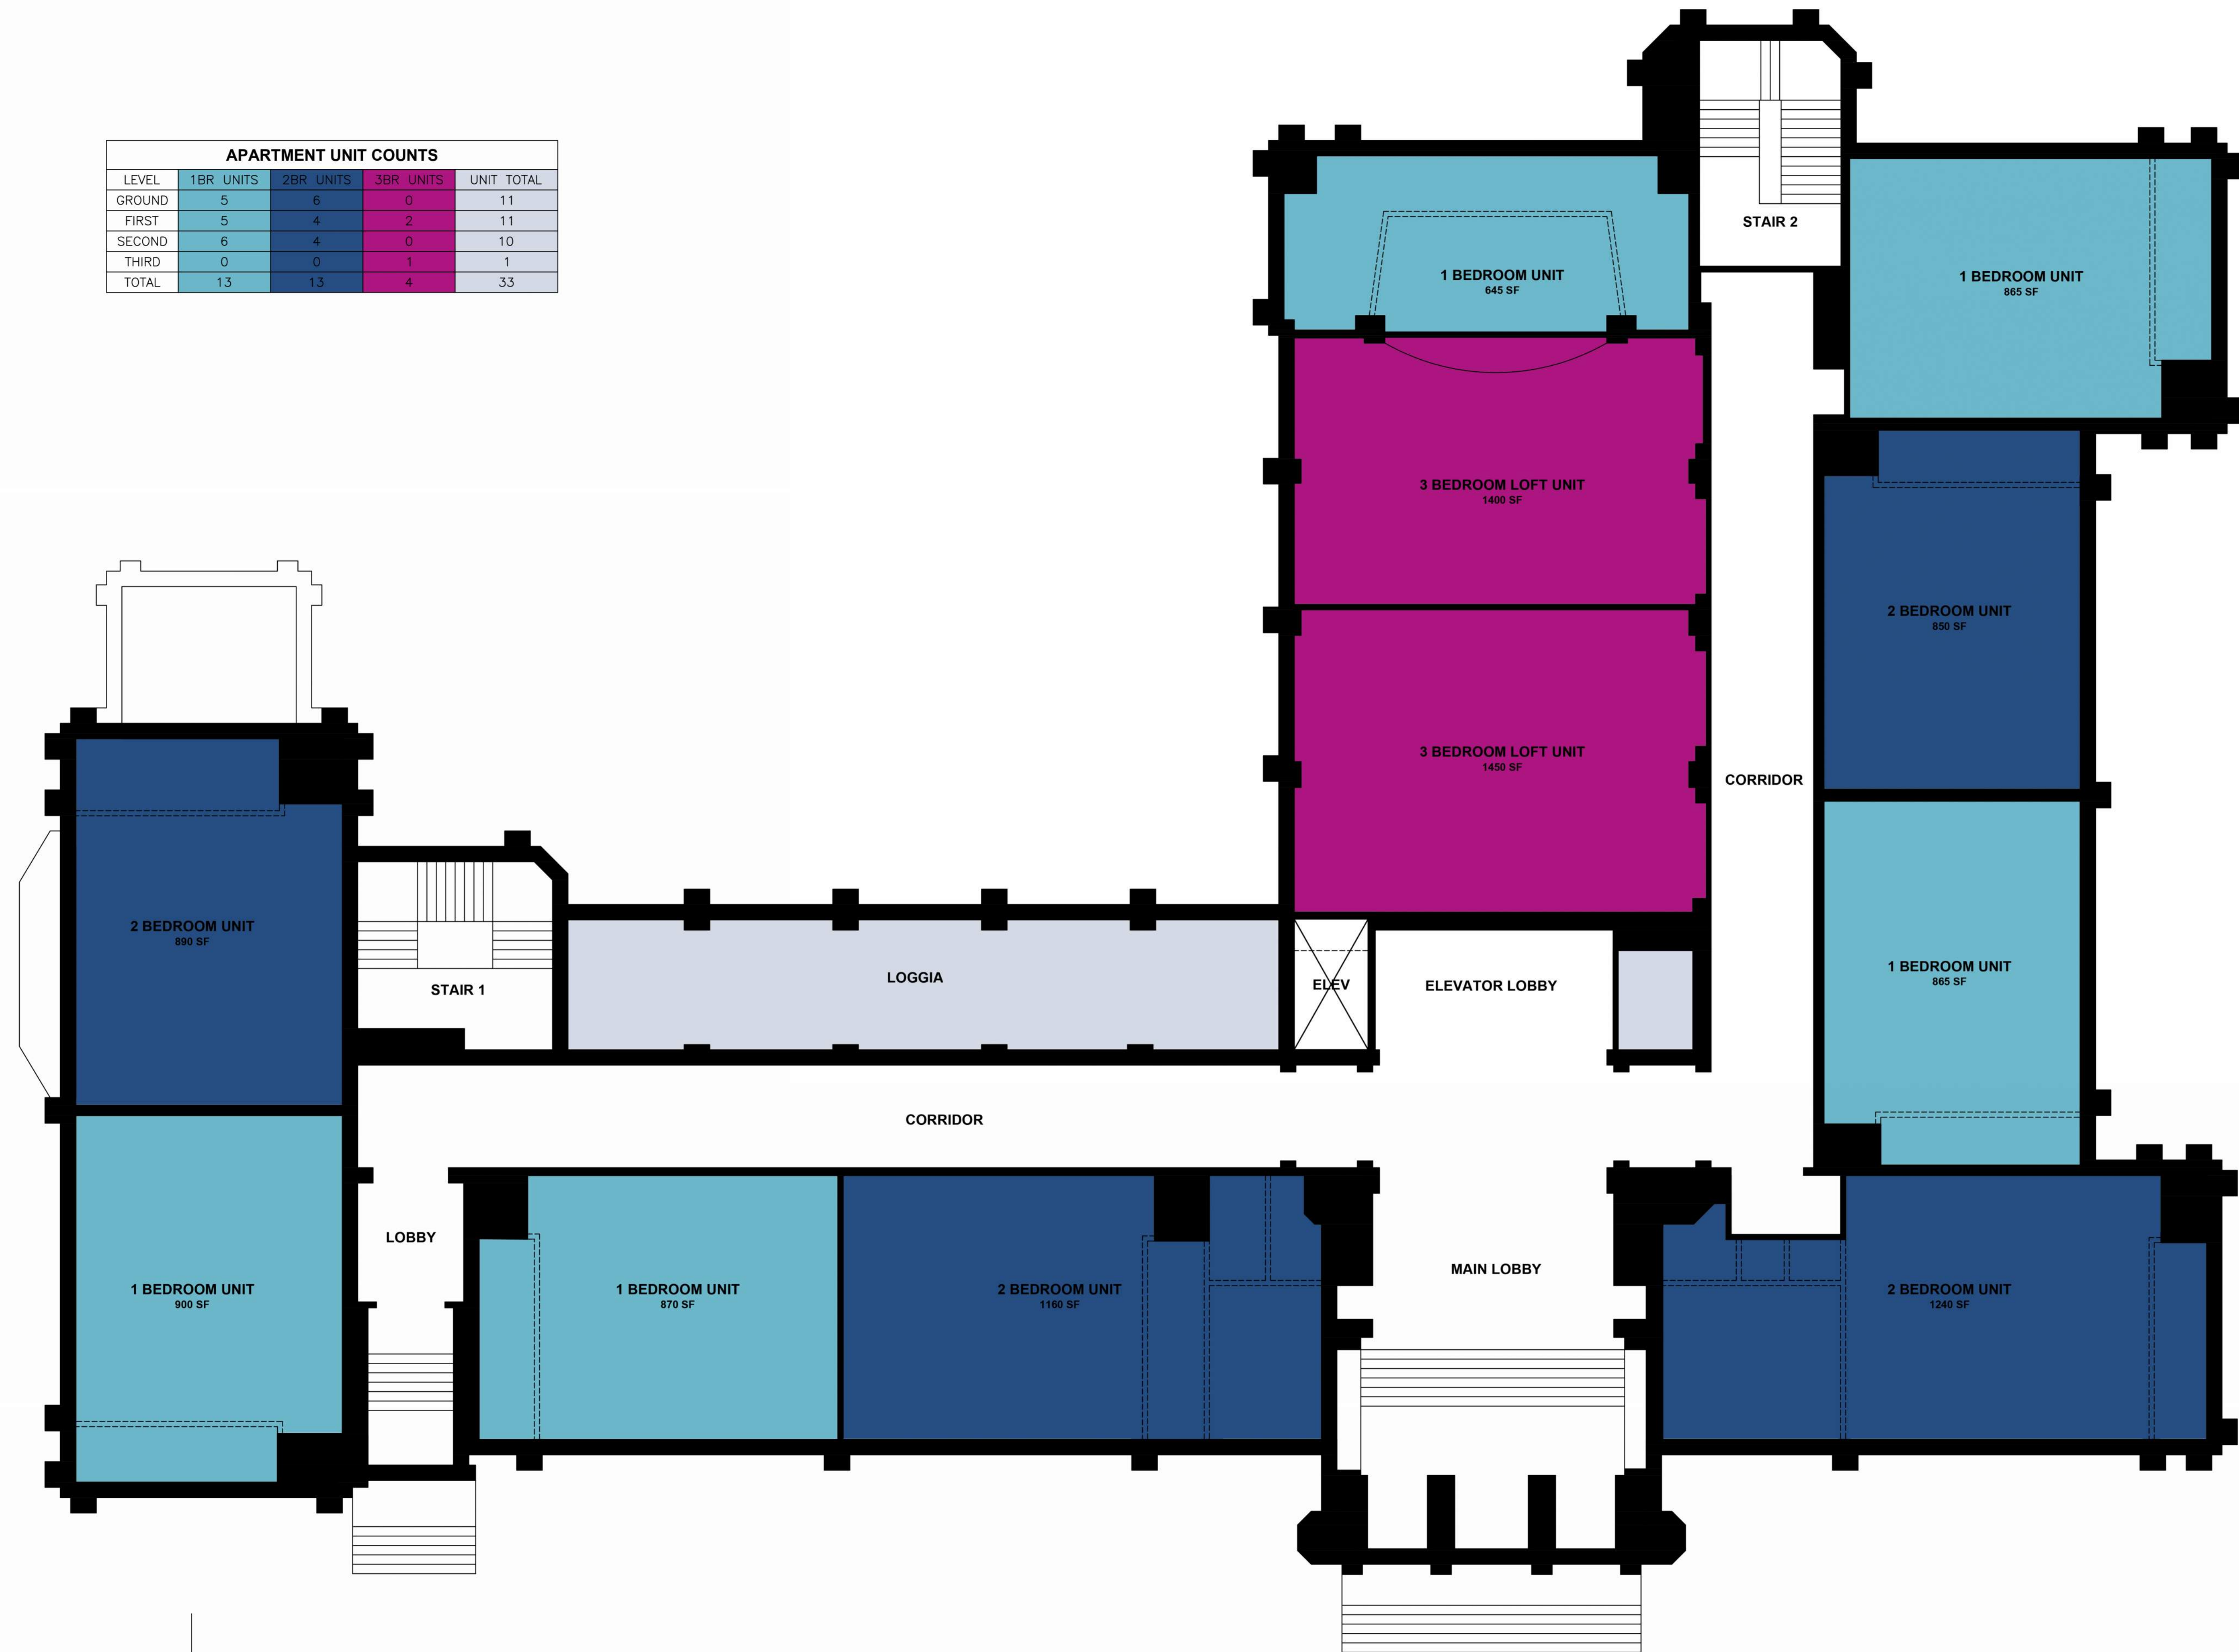 APARTMENT UNIT COUNTS
LEVEL 1BR UNITS 2BR UNITS 3BR UNITS UNIT TOTAL
GROUND 5 6 0 11
FIRST 5 4 2 11
SECOND 6 4 0 10
THIRD 0 0 1 1
TOTAL 13 13 4 33
STAIR 2
1 BEDROOM UNIT
645 SF
1 BEDROOM UNIT
865 SF
3 BEDROOM LOFT UNIT
1400 SF
2 BEDROOM UNIT
850 SF
3 BEDROOM LOFT UNIT
1450 SF
CORRIDOR
2 BEDROOM UNIT
890 SF
STAIR 1
LOGGIA
ELEV
ELEVATOR LOBBY
1 BEDROOM UNIT
865 SF
CORRIDOR
LOBBY
MAIN LOBBY
1 BEDROOM UNIT
900 SF
1 BEDROOM UNIT
870 SF
2 BEDROOM UNIT
1160 SF
2 BEDROOM UNIT
1240 SF